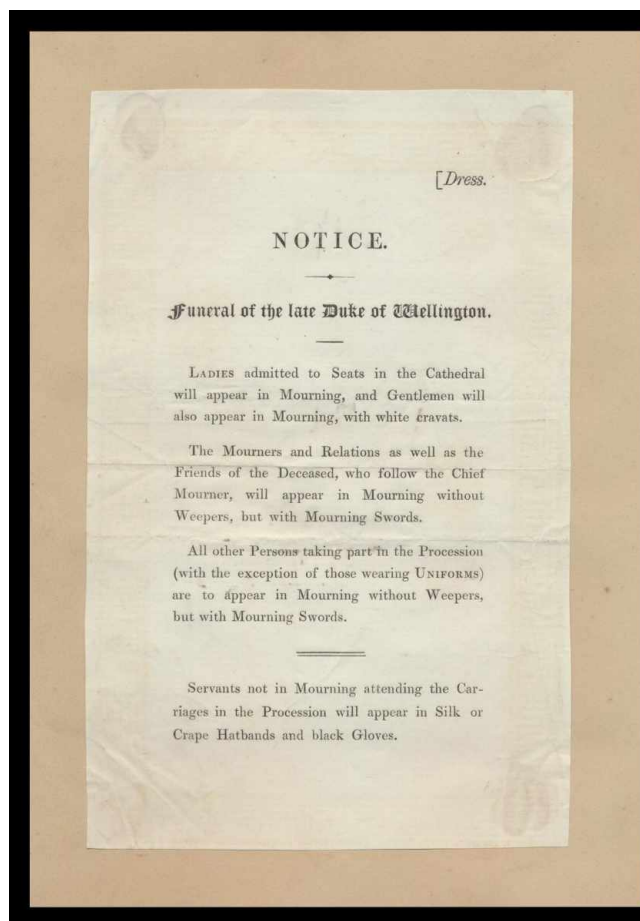 [Dress.
NOTICE.
Funeral of the late Duke of Wellington.
LADIES admitted to Seats in the Cathedral
will appear in Mourning, and Gentlemen will
also appear in Mourning, with white cravats.
The Mourners and Relations as well as the
Friends of the Deceased, who follow the Chief
Mourner, will appear in Mourning without
Weepers, but with Mourning Swords.
All other Persons taking part in the Procession
(with the exception of those wearing UNIFORMS)
are to appear in Mourning without Weepers,
but with Mourning Swords.
Servants not in Mourning attending the Car-
riages in the Procession will appear in Silk or
Crape Hatbands and black Gloves.